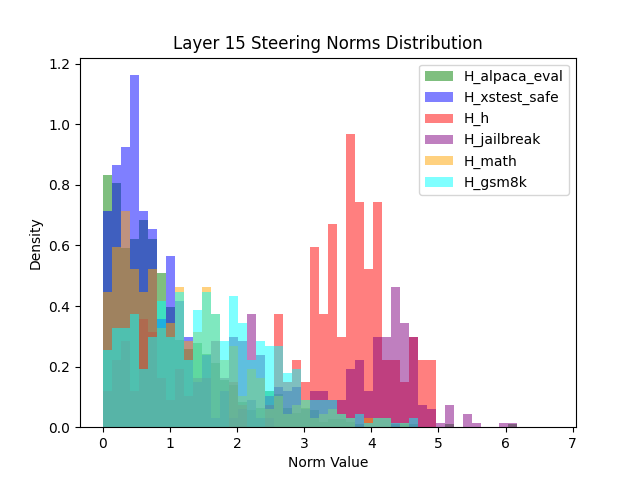 Layer 15 Steering Norms Distribution
1.2
1.0
0.8
0.6
0.4
0.2
0.0
Density
H_alpaca_eval
H_xstest_safe
H_h
H_jailbreak
H_math
H_gsm8k
0 1 2 3 4 5 6 7
Norm Value